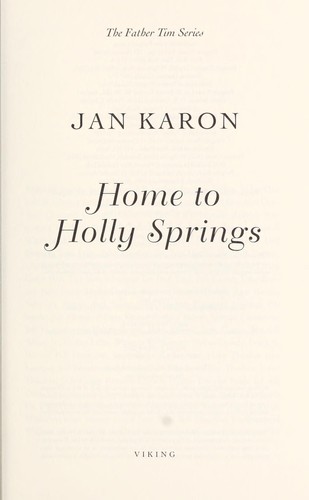 The Father Tim Series
JAN KARON
Home to
Holly Springs
VIKING